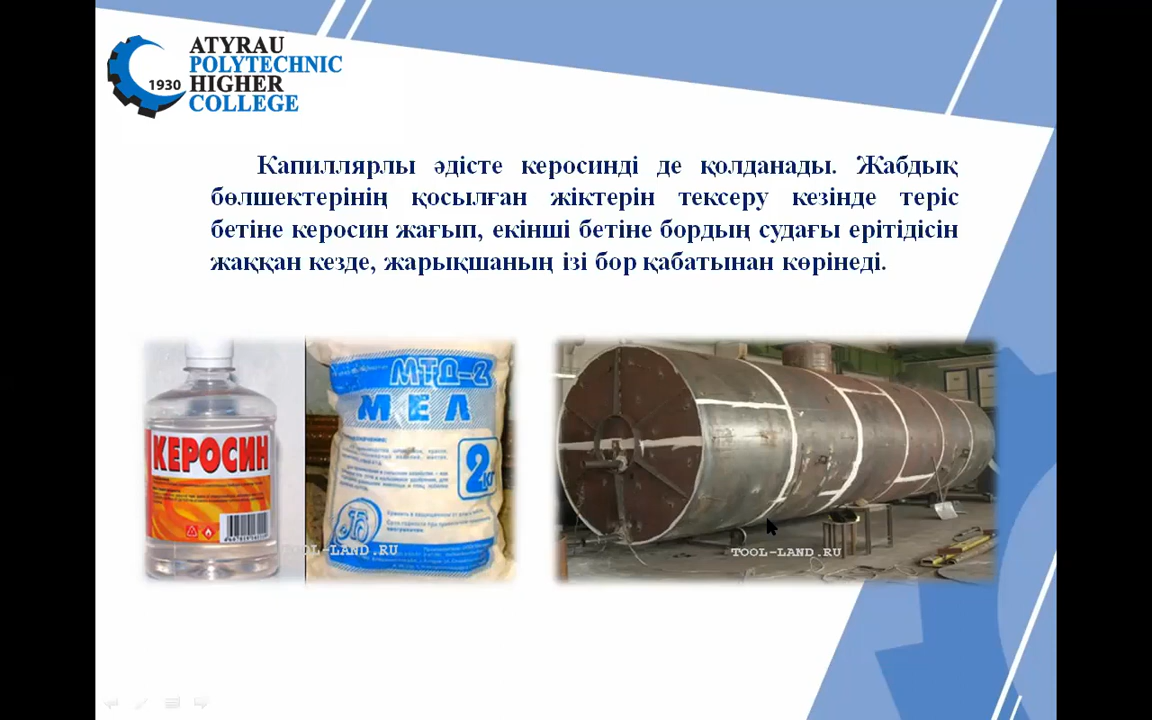 ATYRAU
POLYTECHNIC
1930 HIGHER
COLLEGE
Капиллярлы әдісте керосинді де қолданады. Жабдық
бөлшектерінің қосылған жіктерін тексеру кезінде теріс
бетіне керосин жағып, екінші бетіне бордың судағы ерітідісін
жаққан кезде, жарықшаның ізі бор қабатынан көрінеді.
МТД-2
МЕЛ
КЕРОСИН
2кг
TOOL-LAND.RU
TOOL-LAND.RU